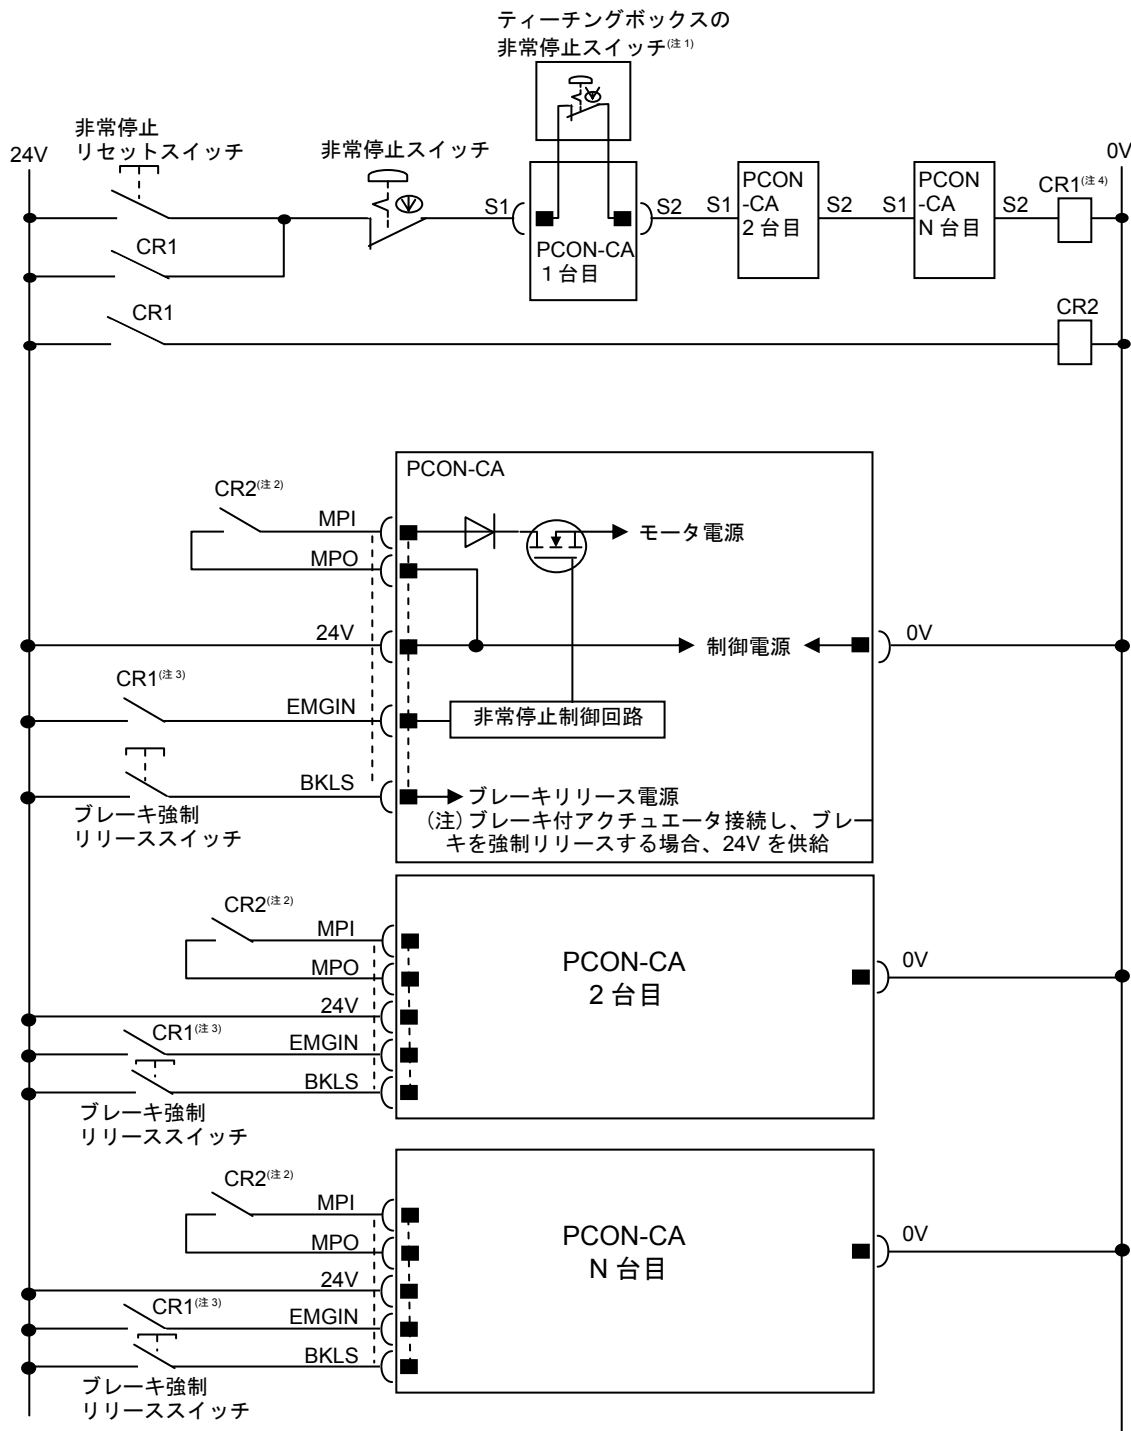 ティーチングボックスの
非常停止スイッチ(注 1)
非常停止
リセットスイッチ
24V
非常停止スイッチ
0V
S1
PCON-CA
1 台目
S2
S1
PCON
-CA
2 台目
S2
S1
PCON
-CA
N 台目
S2
CR1(注 4)
CR1
CR1
CR2
PCON-CA
CR2(注 2)
MPI
モータ電源
MPO
24V
制御電源
0V
CR1(注 3)
EMGIN
非常停止制御回路
BKLS
ブレーキリリース電源
ブレーキ強制
リリーススイッチ
(注) ブレーキ付アクチュエータ接続し、ブレー
キを強制リリースする場合、24V を供給
CR2(注 2)
MPI
MPO
24V
CR1(注 3)
EMGIN
BKLS
ブレーキ強制
リリーススイッチ
PCON-CA
2 台目
0V
CR2(注 2)
MPI
MPO
24V
CR1(注 3)
EMGIN
BKLS
ブレーキ強制
リリーススイッチ
PCON-CA
N 台目
0V